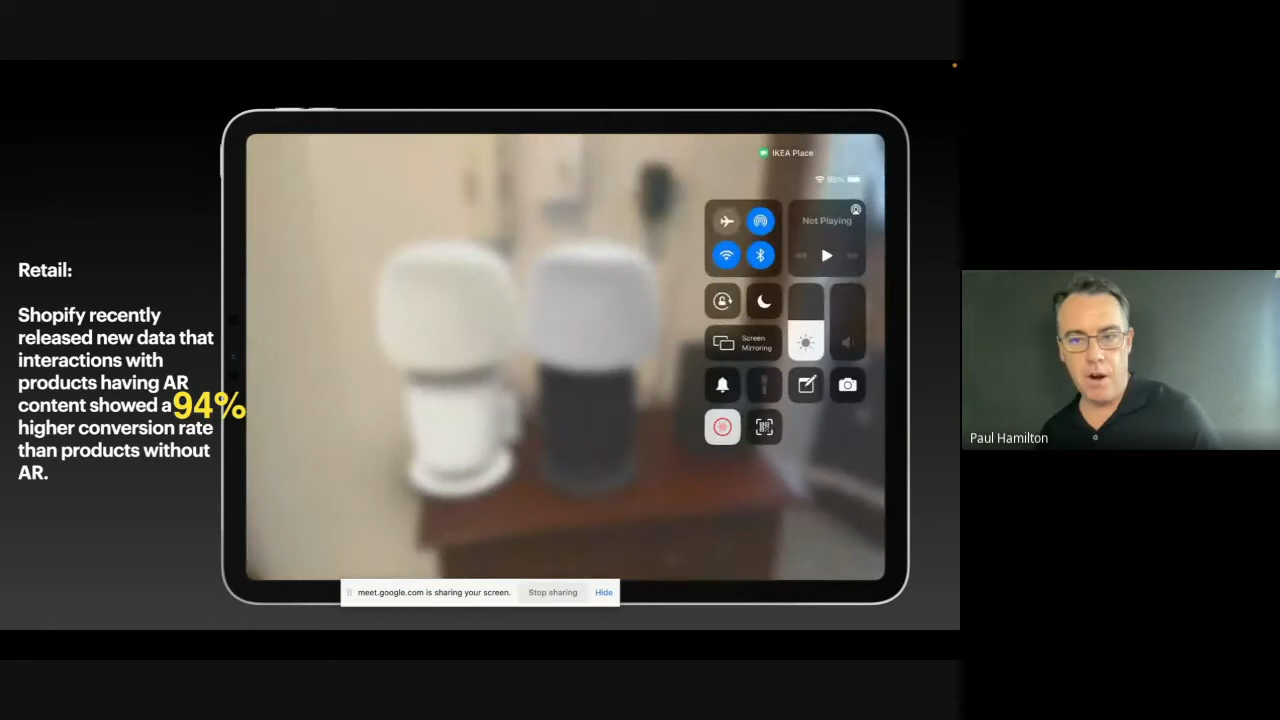 Retail:
Shopify recently
released new data that
interactions with
products having AR
content showed a 94%
higher conversion rate
than products without
AR.
IKEA Place
95%
Not Playing
Screen
Mirroring
meet.google.com is sharing your screen.
Stop sharing
Hide
Paul Hamilton